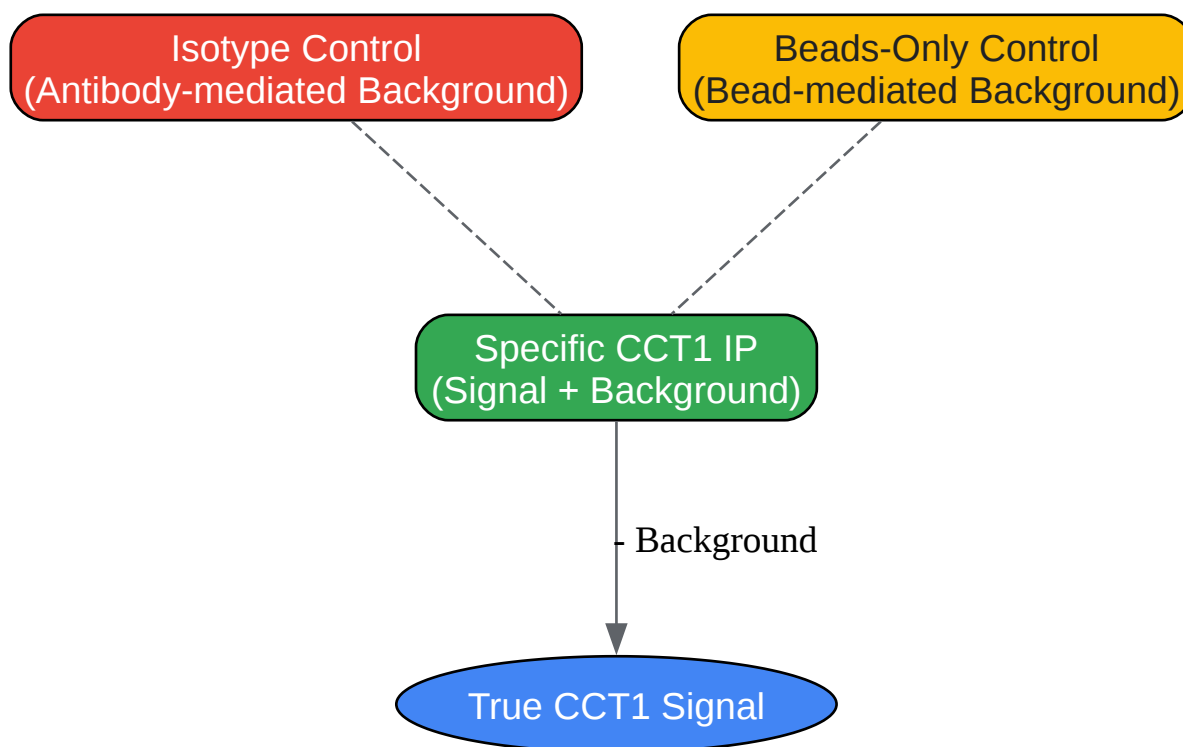 Isotype Control
(Antibody-mediated Background)
Beads-Only Control
(Bead-mediated Background)
Specific CCT1 IP
(Signal + Background)
- Background
True CCT1 Signal